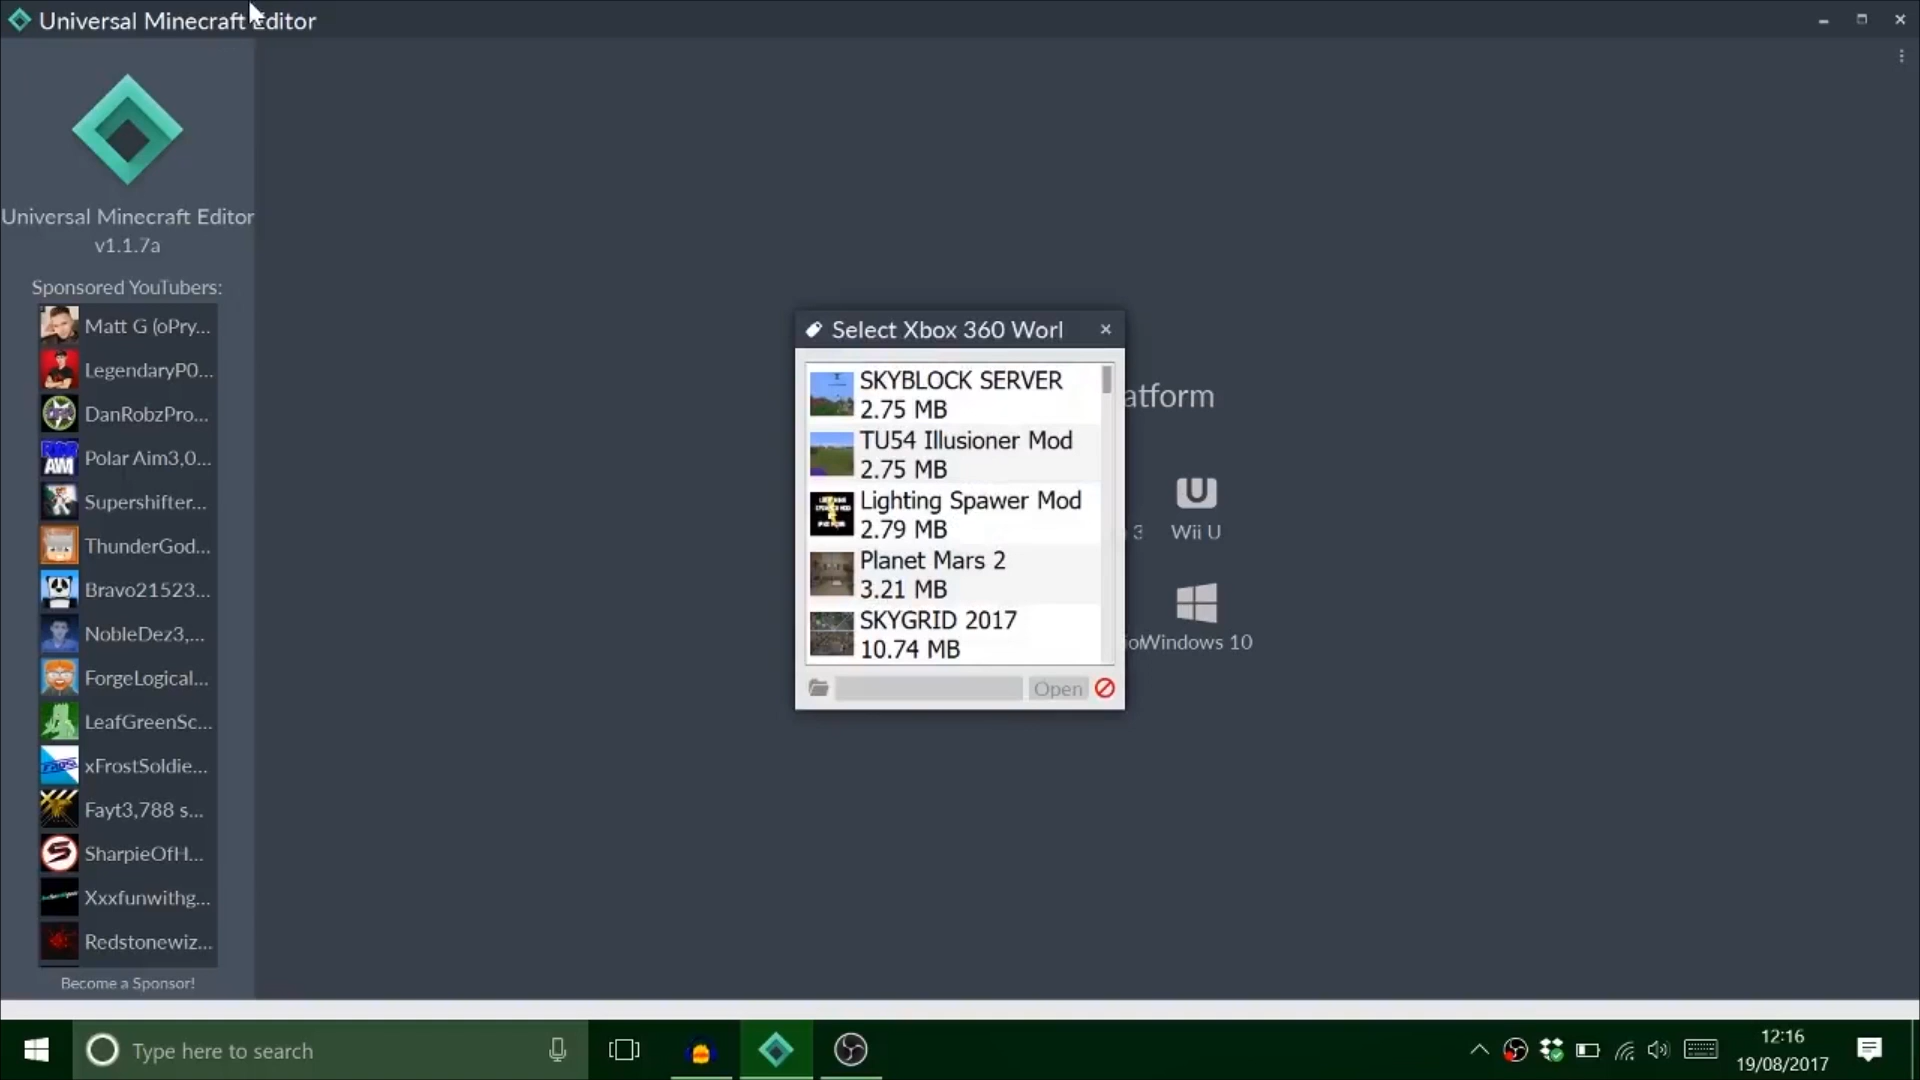 Universal Minecraft Editor
Universal Minecraft Editor
v1.1.7a
Sponsored YouTubers:
Matt G (oPry...
LegendaryP0...
DanRobzPro...
Polar Aim3,0...
Supershifter...
ThunderGod...
Bravo21523...
NobleDez3,...
ForgeLogical...
LeafGreenSc...
xFrostSoldie...
Fayt3,788 s...
SharpieOfH...
Xxxfunwithg...
Redstonewiz...
Become a Sponsor!
Select Xbox 360 Worl
SKYBLOCK SERVER
2.75 MB
TU54 Illusioner Mod
2.75 MB
Lighting Spawer Mod
2.79 MB
Planet Mars 2
3.21 MB
SKYGRID 2017
10.74 MB
Open
atform
3
Wii U
Windows 10
Type here to search
12:16
19/08/2017